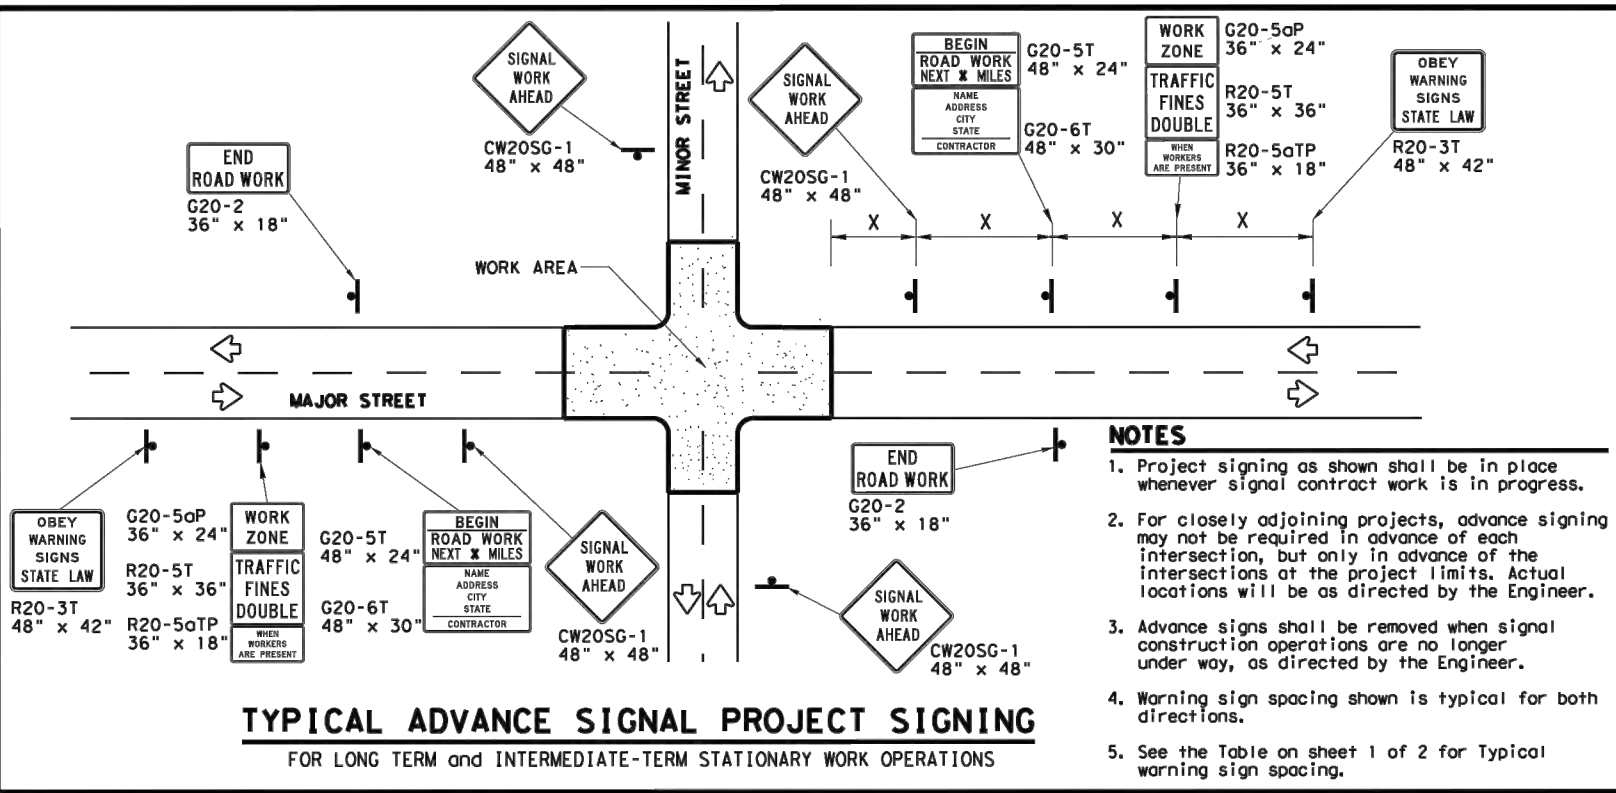 SIGNAL
WORK
AHEAD
CW20SG-1
48" x 48"
END
ROAD WORK
G20-2
36" x 18"
MINOR STREET
SIGNAL
WORK
AHEAD
CW20SG-1
48" x 48"
BEGIN
ROAD WORK
NEXT X MILES
NAME
ADDRESS
CITY
STATE
CONTRACTOR
G20-5T
48" x 24"
G20-6T
48" x 30"
WORK
ZONE
TRAFFIC
FINES
DOUBLE
WHEN
WORKERS
ARE PRESENT
G20-5aP
36" x 24"
R20-5T
36" x 36"
R20-5aTP
36" x 18"
OBEY
WARNING
SIGNS
STATE LAW
R20-3T
48" x 42"
X X X X
WORK AREA
MAJOR STREET
OBEY
WARNING
SIGNS
STATE LAW
R20-3T
48" x 42"
G20-5aP
36" x 24"
R20-5T
36" x 36"
R20-5aTP
36" x 18"
WORK
ZONE
TRAFFIC
FINES
DOUBLE
WHEN
WORKERS
ARE PRESENT
G20-5T
48" x 24"
G20-6T
48" x 30"
BEGIN
ROAD WORK
NEXT X MILES
NAME
ADDRESS
CITY
STATE
CONTRACTOR
SIGNAL
WORK
AHEAD
CW20SG-1
48" x 48"
END
ROAD WORK
G20-2
36" x 18"
SIGNAL
WORK
AHEAD
CW20SG-1
48" x 48"
TYPICAL ADVANCE SIGNAL PROJECT SIGNING
FOR LONG TERM and INTERMEDIATE-TERM STATIONARY WORK OPERATIONS
NOTES
1. Project signing as shown shall be in place
whenever signal contract work is in progress.
2. For closely adjoining projects, advance signing
may not be required in advance of each
intersection, but only in advance of the
intersections at the project limits. Actual
locations will be as directed by the Engineer.
3. Advance signs shall be removed when signal
construction operations are no longer
under way, as directed by the Engineer.
4. Warning sign spacing shown is typical for both
directions.
5. See the Table on sheet 1 of 2 for Typical
warning sign spacing.